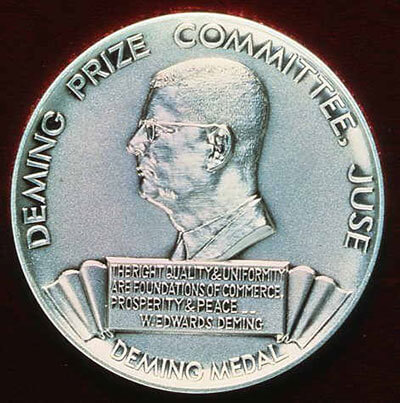 DEMING PRIZE COMMITTEE, JUSE
THE RIGHT QUALITY & UNIFORMITY
ARE FOUNDATIONS OF COMMERCE
PROSPERITY & PEACE
W. EDWARDS DEMING
DEMING MEDAL